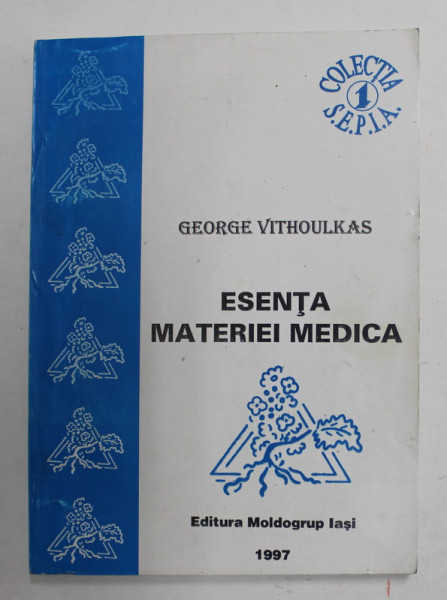 COLECȚIA
1
S.E.P.I.A.
GEORGE VITHOULKAS
ESENȚA
MATERIEI MEDICA
Editura Moldogrup Iași
1997